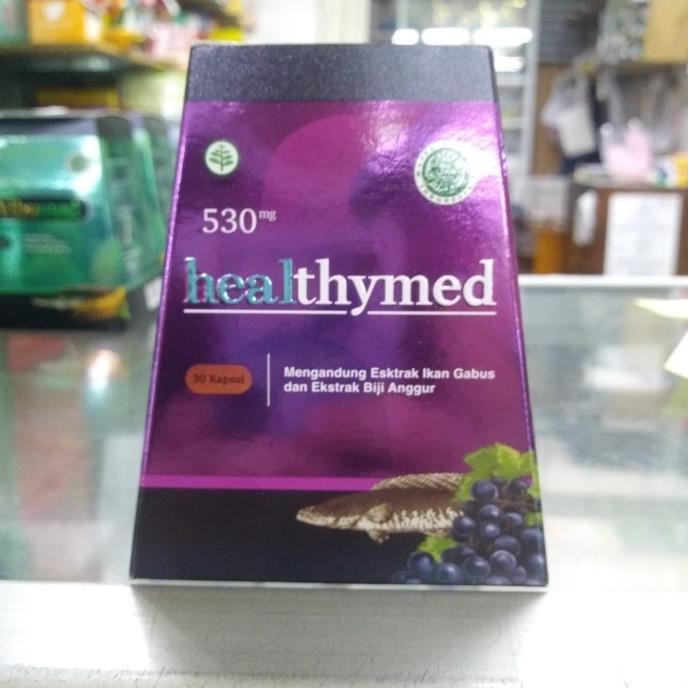 530mg
healthymed
30 Kapsul
Mengandung Esktrak Ikan Gabus
dan Ekstrak Biji Anggur